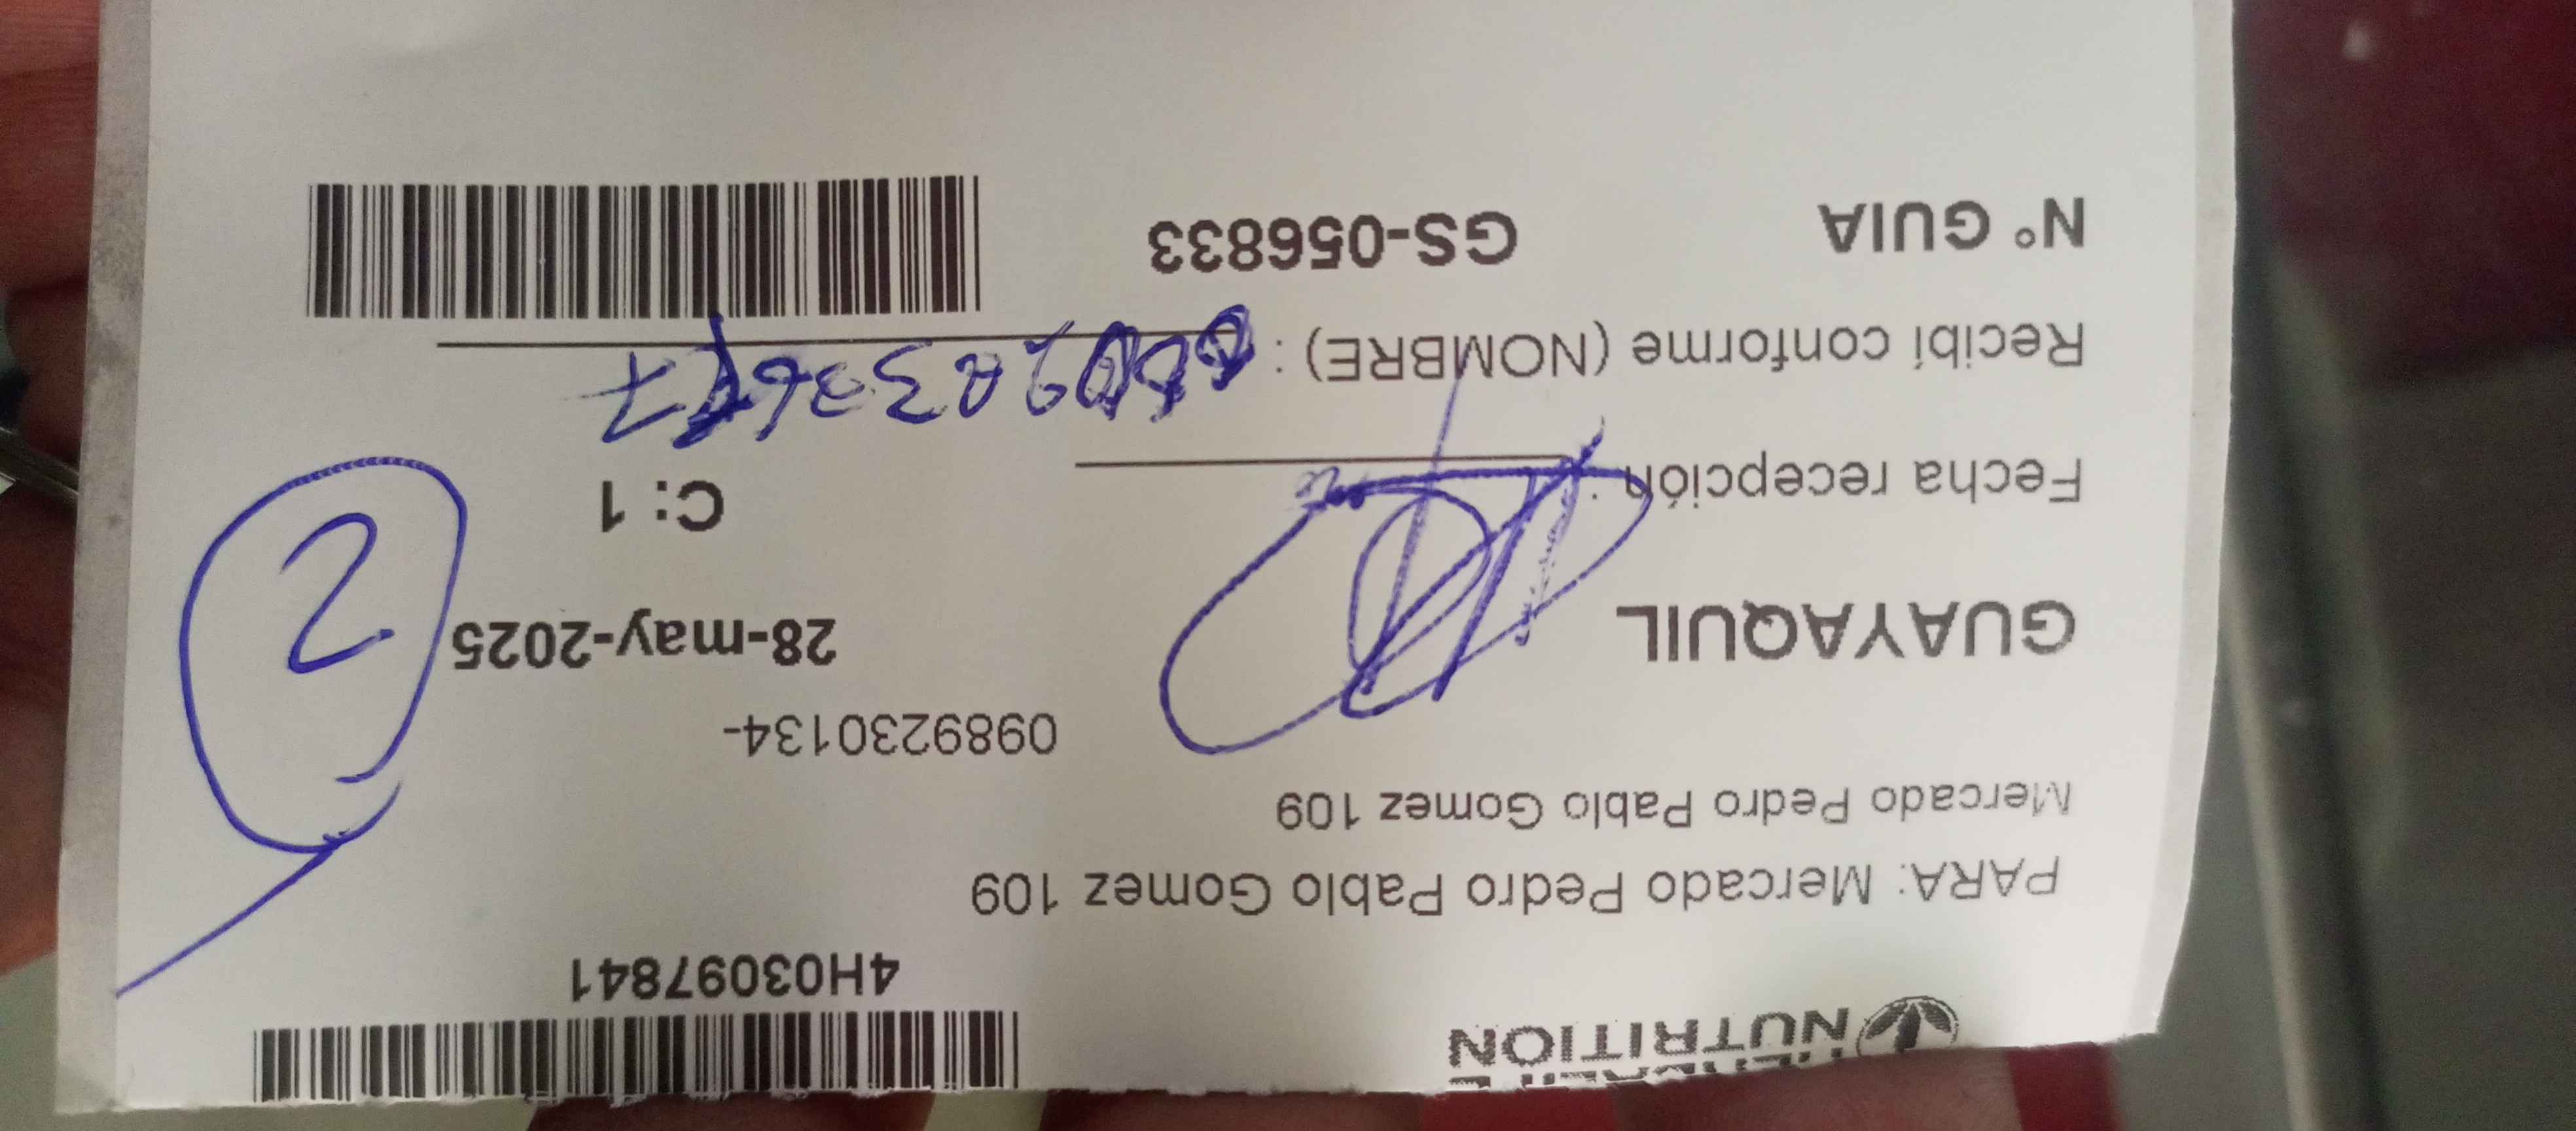 NUTRITION
4H03097841
PARA: Mercado Pedro Pablo Gomez 109
Mercado Pedro Pablo Gomez 109
0989230134-
GUAYAQUIL 28-may-2025
2
Fecha recepción : C: 1
Recibí conforme (NOMBRE) :
N° GUIA GS-056833